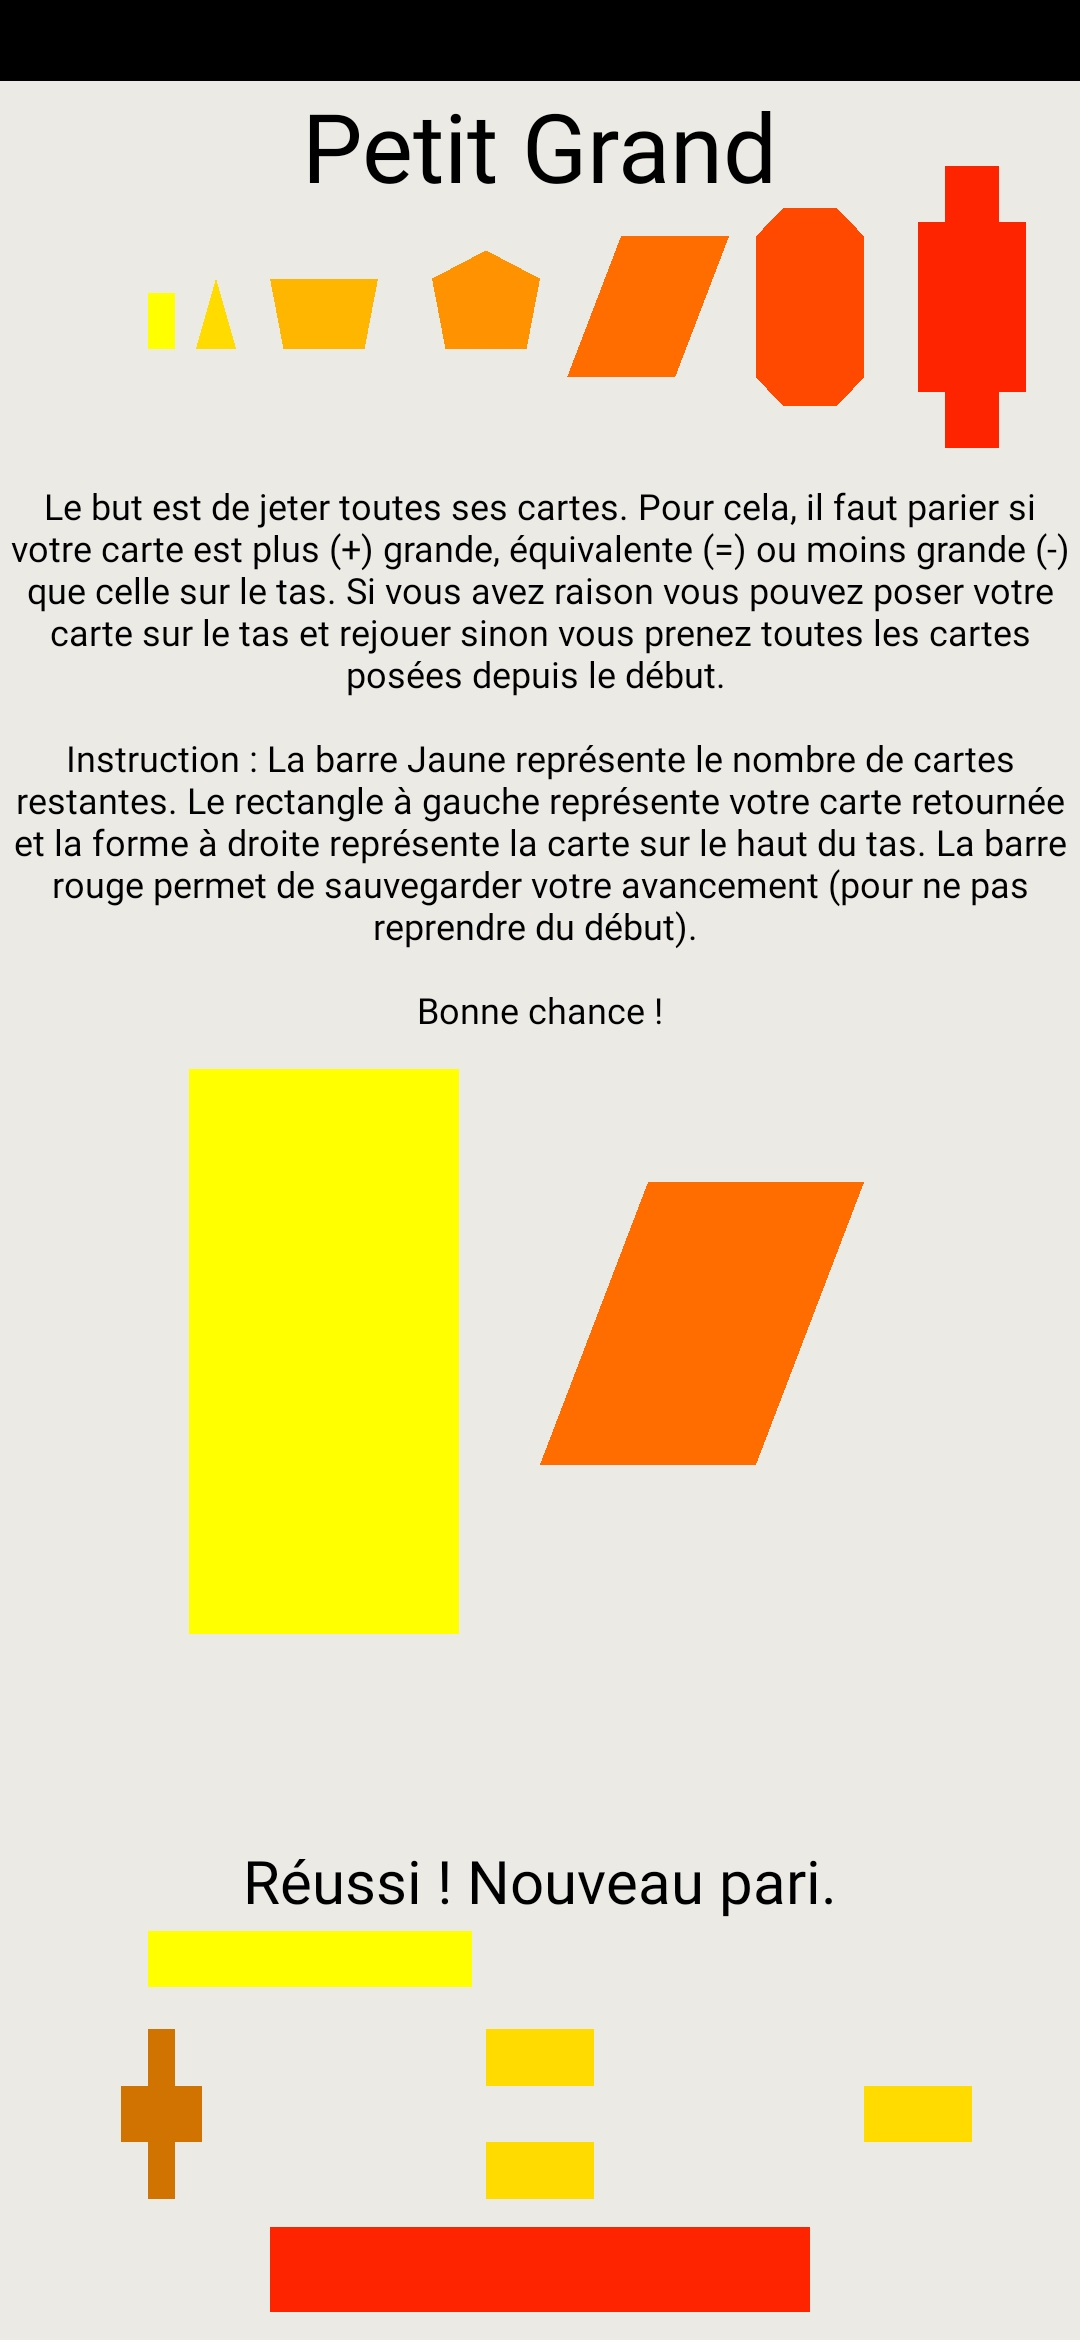 Petit Grand
Le but est de jeter toutes ses cartes. Pour cela, il faut parier si
votre carte est plus (+) grande, équivalente (=) ou moins grande (-)
que celle sur le tas. Si vous avez raison vous pouvez poser votre
carte sur le tas et rejouer sinon vous prenez toutes les cartes
posées depuis le début.
Instruction : La barre Jaune représente le nombre de cartes
restantes. Le rectangle à gauche représente votre carte retournée
et la forme à droite représente la carte sur le haut du tas. La barre
rouge permet de sauvegarder votre avancement (pour ne pas
reprendre du début).
Bonne chance !
Réussi ! Nouveau pari.